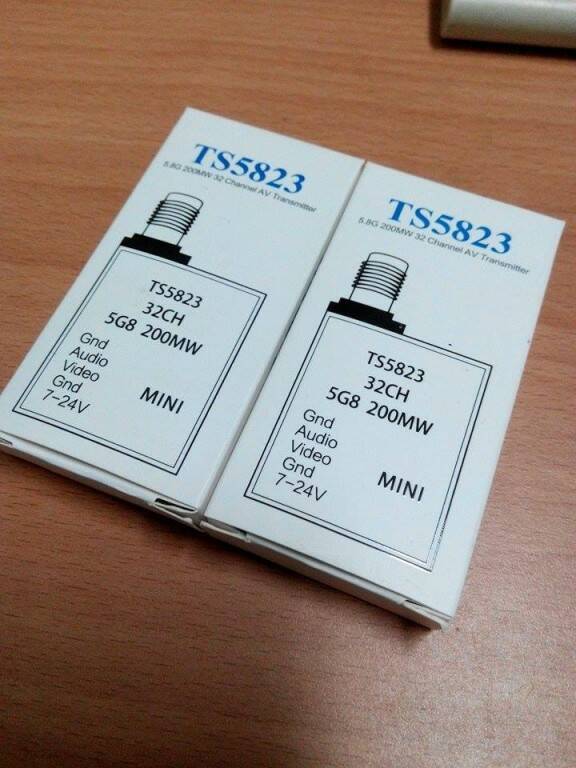 TS5823
5.8G 200MW 32 Channel AV Transmitter
TS5823
32CH
5G8 200MW
Gnd
Audio
Video
Gnd
7-24V
MINI
TS5823
5.8G 200MW 32 Channel AV Transmitter
TS5823
32CH
5G8 200MW
Gnd
Audio
Video
Gnd
7-24V
MINI